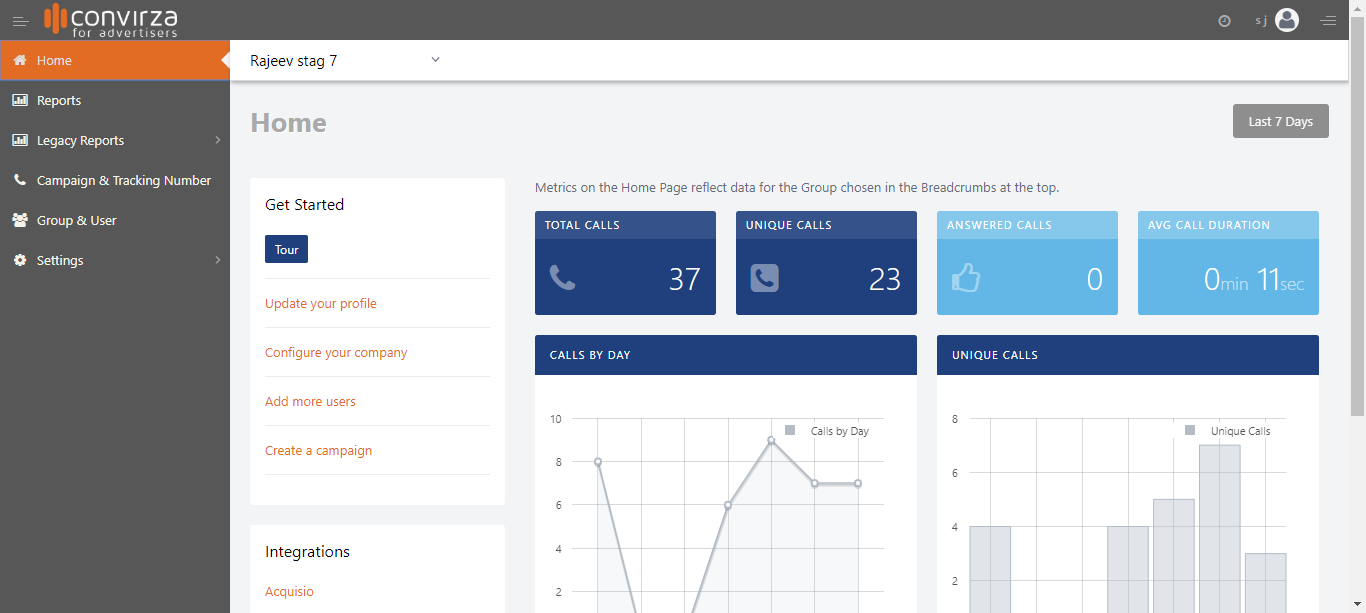 convirza
for advertisers
s j
Home
Reports
Legacy Reports
Campaign & Tracking Number
Group & User
Settings
Rajeev stag 7
Home
Last 7 Days
Get Started
Tour
Update your profile
Configure your company
Add more users
Create a campaign
Integrations
Acquisio
Metrics on the Home Page reflect data for the Group chosen in the Breadcrumbs at the top.
TOTAL CALLS
37
UNIQUE CALLS
23
ANSWERED CALLS
0
AVG CALL DURATION
0min 11sec
CALLS BY DAY
Calls by Day
10
8
6
4
2
UNIQUE CALLS
Unique Calls
8
6
4
2